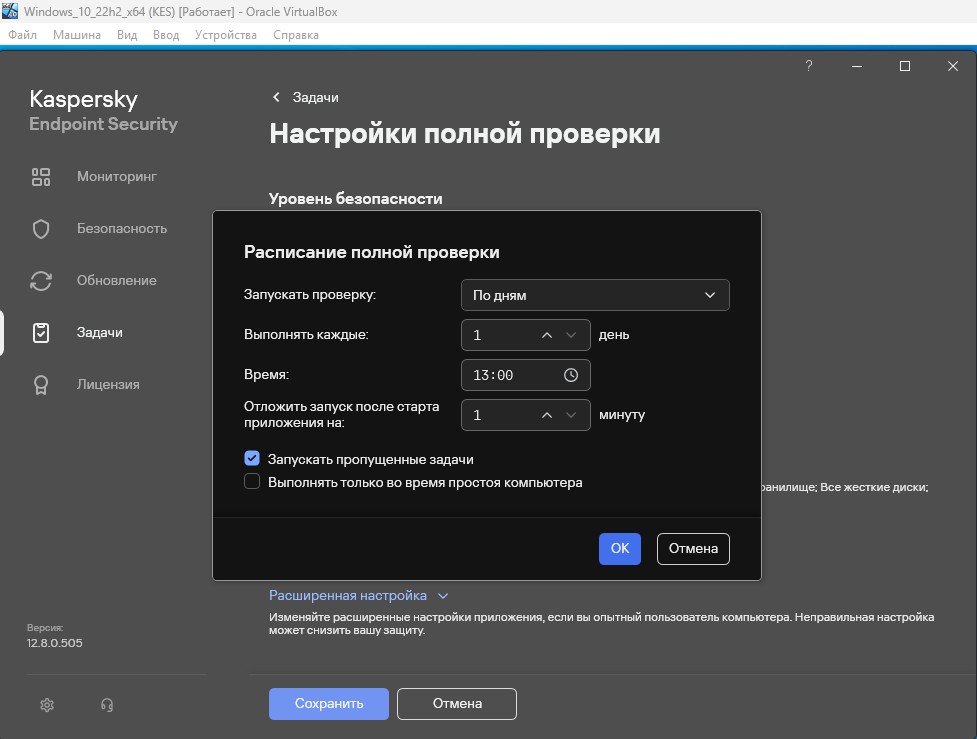 Windows_10_22h2_x64 (KES) [Работает] - Oracle VirtualBox
Файл Машина Вид Ввод Устройства Справка
?
Kaspersky
Endpoint Security
Мониторинг
Безопасность
Обновление
Задачи
Лицензия
Версия:
12.8.0.505
Задачи
Настройки полной проверки
Уровень безопасности
Расписание полной проверки
Запускать проверку: По дням
Выполнять каждые: 1 день
Время: 13:00
Отложить запуск после старта
приложения на: 1 минуту
Запускать пропущенные задачи
Выполнять только во время простоя компьютера
ОК Отмена
Все жесткие диски;
Расширенная настройка
Изменяйте расширенные настройки приложения, если вы опытный пользователь компьютера. Неправильная настройка
может снизить вашу защиту.
Сохранить Отмена